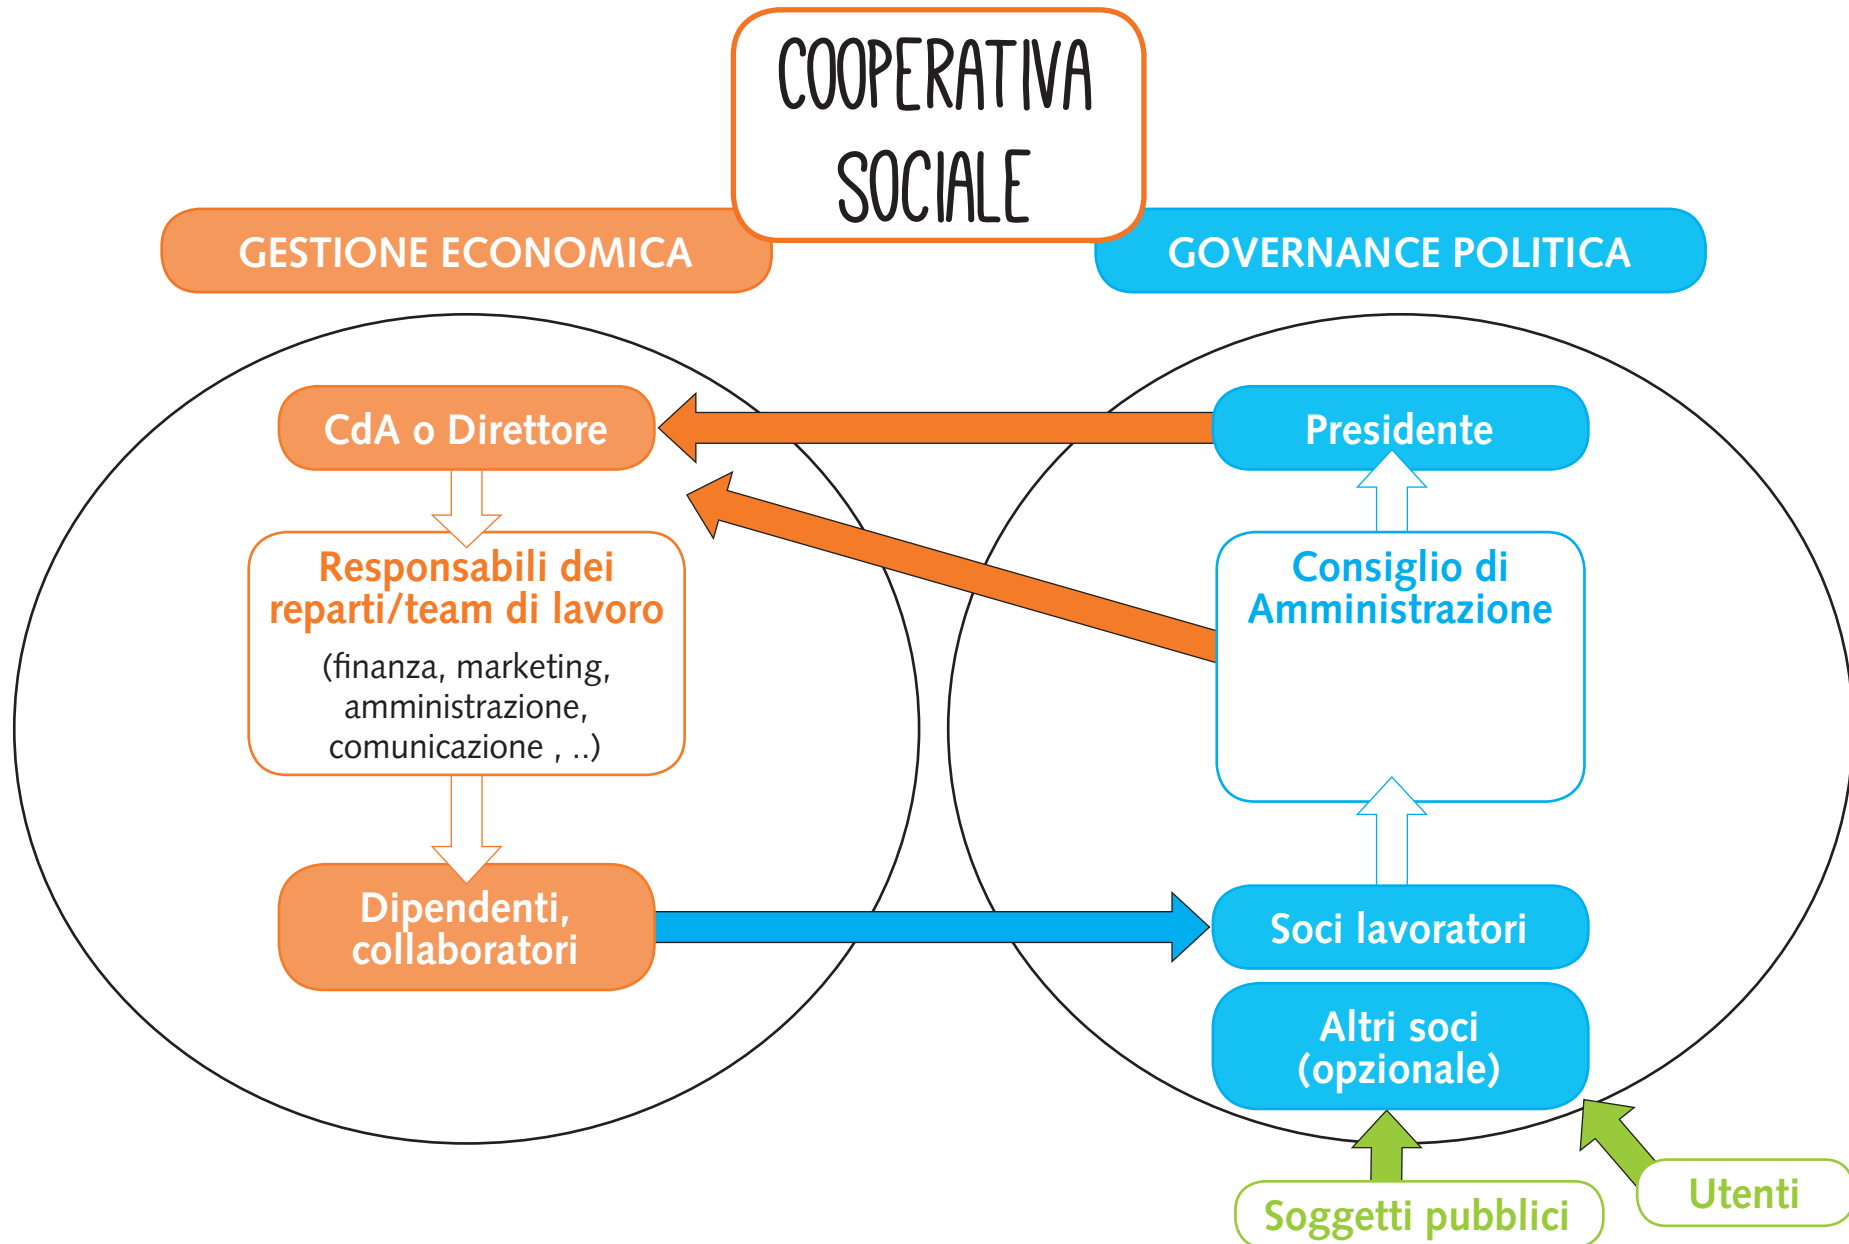 COOPERATIVA
SOCIALE
GESTIONE ECONOMICA
GOVERNANCE POLITICA
CdA o Direttore
Presidente
Responsabili dei
reparti/team di lavoro
(finanza, marketing,
amministrazione,
comunicazione , ..)
Consiglio di
Amministrazione
Dipendenti,
collaboratori
Soci lavoratori
Altri soci
(opzionale)
Soggetti pubblici
Utenti